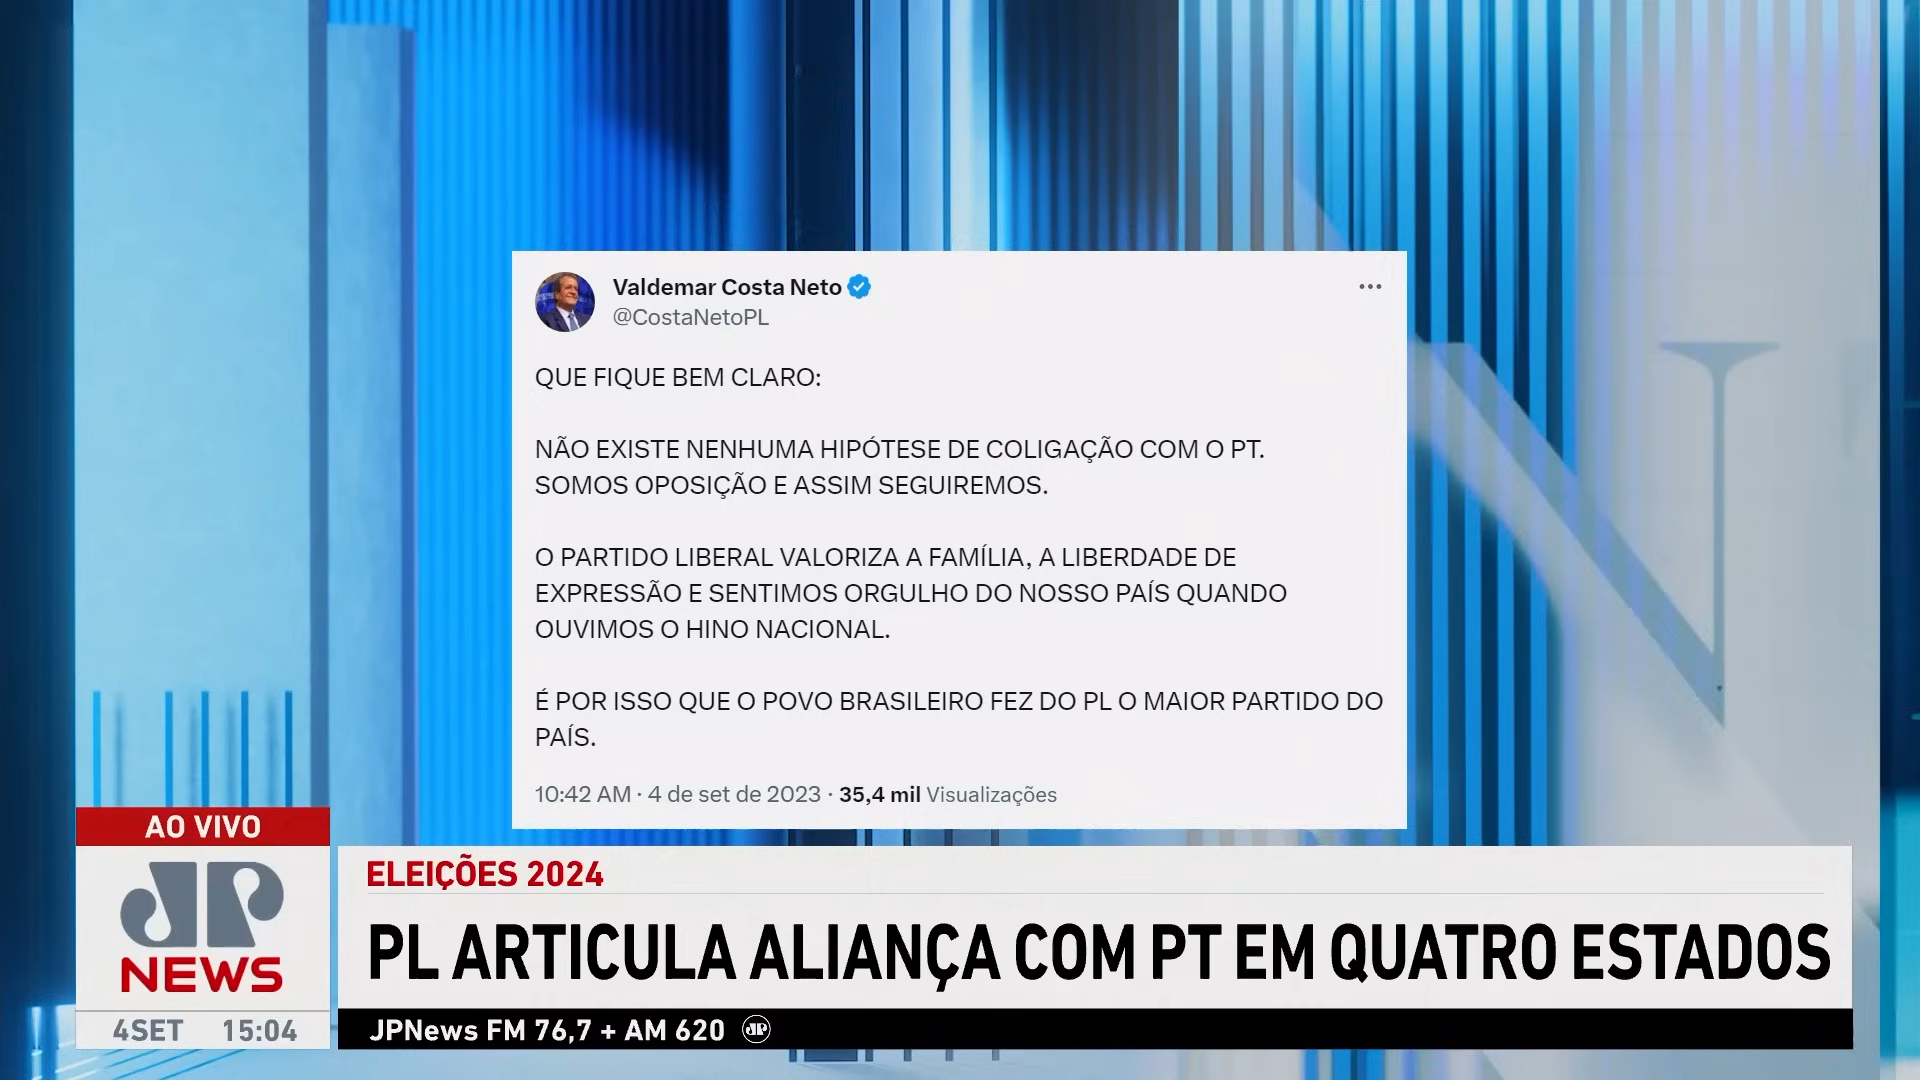 Valdemar Costa Neto
@CostaNetoPL
QUE FIQUE BEM CLARO:
NÃO EXISTE NENHUMA HIPÓTESE DE COLIGAÇÃO COM O PT.
SOMOS OPOSIÇÃO E ASSIM SEGUIREMOS.
O PARTIDO LIBERAL VALORIZA A FAMÍLIA, A LIBERDADE DE
EXPRESSÃO E SENTIMOS ORGULHO DO NOSSO PAÍS QUANDO
OUVIMOS O HINO NACIONAL.
É POR ISSO QUE O POVO BRASILEIRO FEZ DO PL O MAIOR PARTIDO DO
PAÍS.
10:42 AM · 4 de set de 2023 · 35,4 mil Visualizações
AO VIVO
JP
NEWS
4SET 15:04
ELEIÇÕES 2024
PL ARTICULA ALIANÇA COM PT EM QUATRO ESTADOS
JPNews FM 76,7 + AM 620 JP